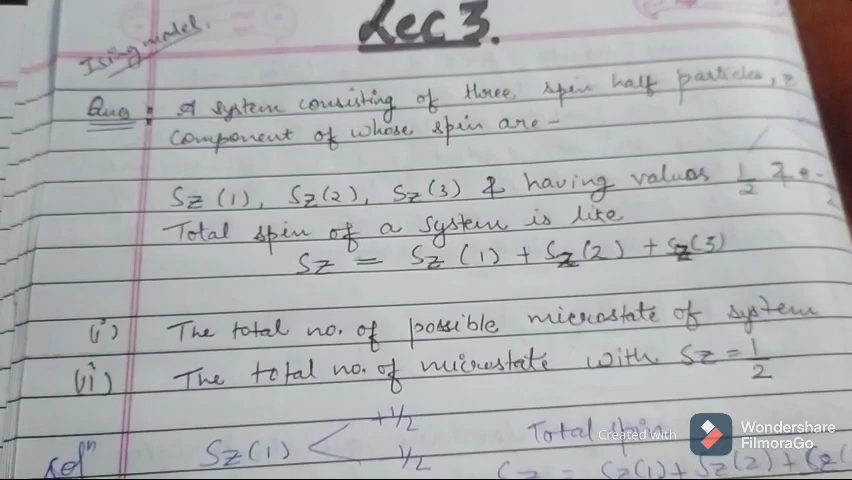 Lec 3.
Ising model.
Ques: A system consisting of three spin half particles, z
component of whose spin are -
Sz (1), Sz(2), Sz(3) & having values 1/2 & -
Total spin of a system is like
Sz = Sz (1) + Sz(2) + Sz(3)
(i) The total no. of possible microstate of system
(ii) The total no. of microstate with Sz = 1/2
Solⁿ Sz(1) < +1/2
1/2
Total spin
Sz = Sz(1) + Sz(2) + Sz(
Created with
Wondershare
FilmoraGo